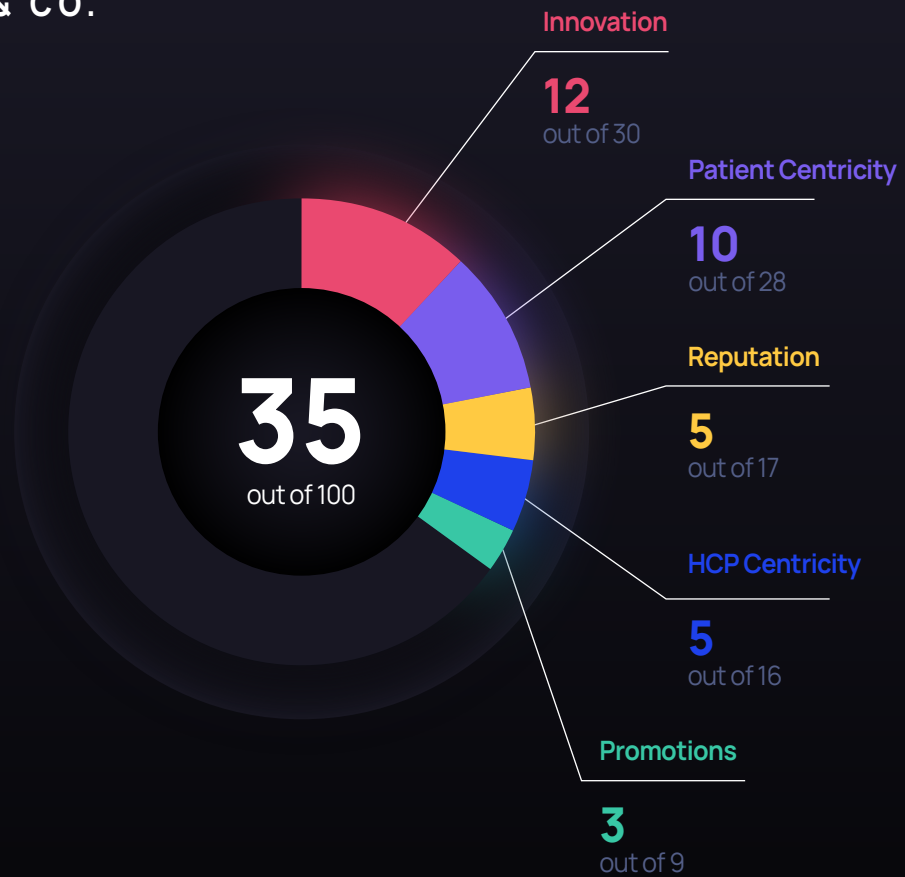 & CO.
Innovation
12
out of 30
Patient Centricity
10
out of 28
Reputation
5
out of 17
35
out of 100
HCP Centricity
5
out of 16
Promotions
3
out of 9